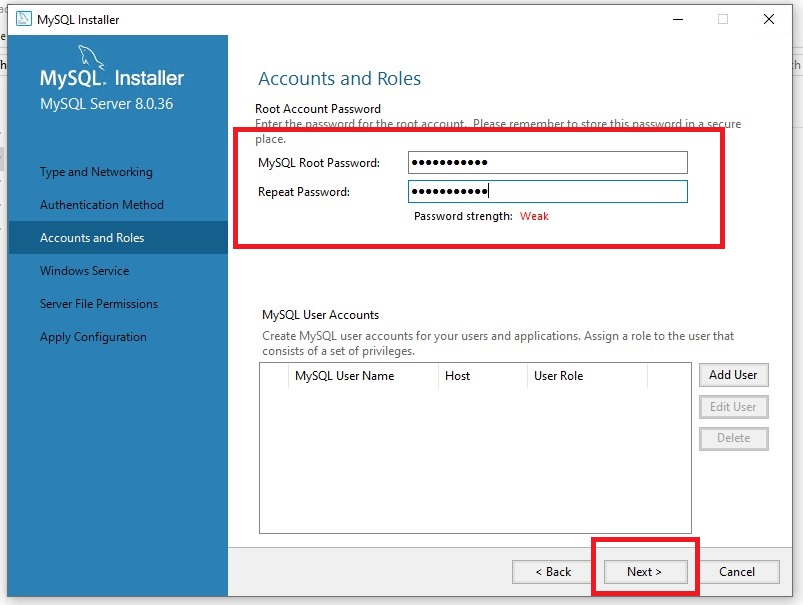 MySQL Installer
MySQL. Installer
MySQL Server 8.0.36
Type and Networking
Authentication Method
Accounts and Roles
Windows Service
Server File Permissions
Apply Configuration
Accounts and Roles
Root Account Password
Enter the password for the root account. Please remember to store this password in a secure
place.
MySQL Root Password: ●●●●●●●●●●●
Repeat Password: ●●●●●●●●●●●
Password strength: Weak
MySQL User Accounts
Create MySQL user accounts for your users and applications. Assign a role to the user that
consists of a set of privileges.
MySQL User Name Host User Role
Add User
Edit User
Delete
< Back Next > Cancel